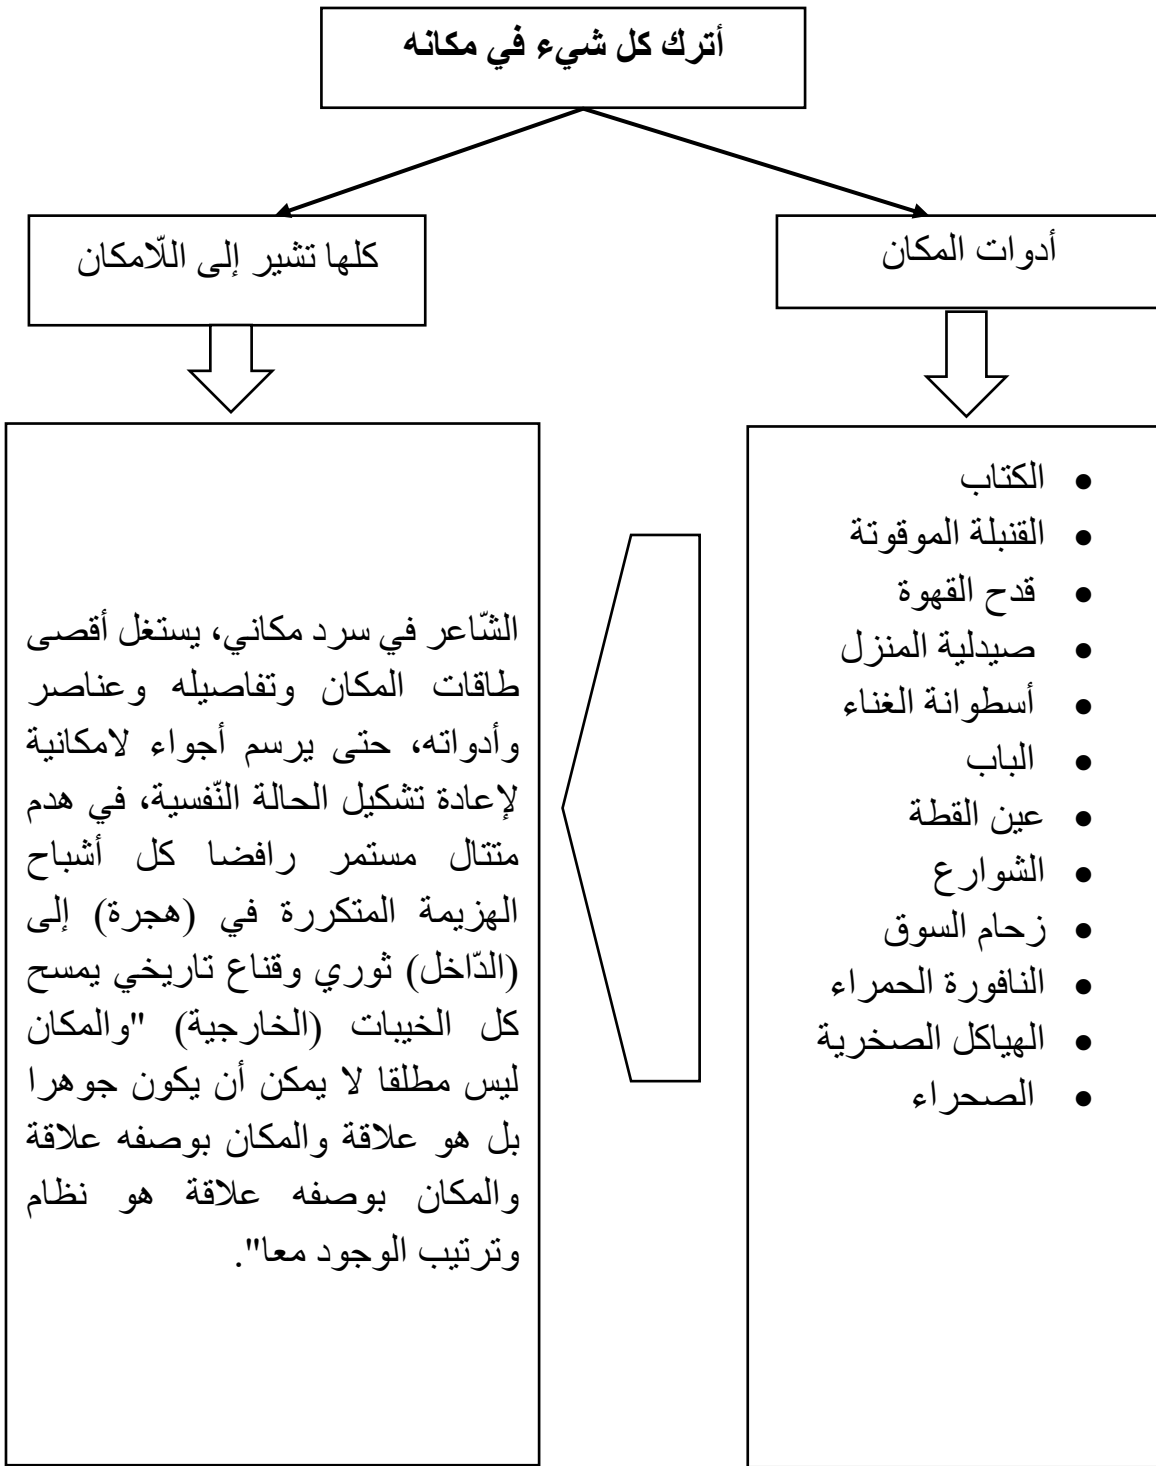 أترك كل شيء في مكانه
أدوات المكان
كلها تشير إلى اللّامكان
الكتاب
القنبلة الموقوتة
قدح القهوة
صيدلية المنزل
أسطوانة الغناء
الباب
عين القطة
الشوارع
زحام السوق
النافورة الحمراء
الهياكل الصخرية
الصحراء
الشّاعر في سرد مكاني، يستغل أقصى
طاقات المكان وتفاصيله وعناصر
وأدواته، حتى يرسم أجواء لامكانية
لإعادة تشكيل الحالة النّفسية، في هدم
متتال مستمر رافضا كل أشباح
الهزيمة المتكررة في (هجرة) إلى
(الدّاخل) ثوري وقناع تاريخي يمسح
كل الخيبات (الخارجية) "والمكان
ليس مطلقا لا يمكن أن يكون جوهرا
بل هو علاقة والمكان بوصفه علاقة
والمكان بوصفه علاقة هو نظام
وترتيب الوجود معا".